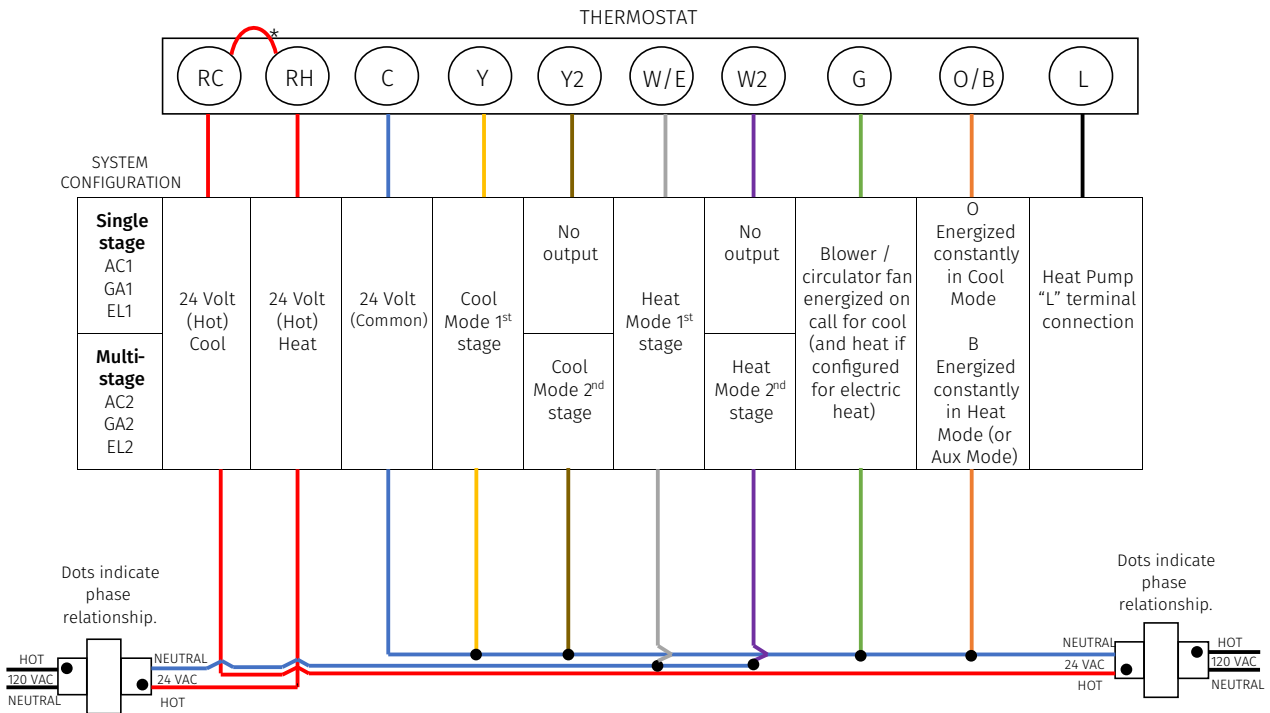 THERMOSTAT
*
RC
RH
C
Y
Y2
W/E
W2
G
O/B
L
SYSTEM
CONFIGURATION
Single
stage
AC1
GA1
EL1
Multi-
stage
AC2
GA2
EL2
24 Volt
(Hot)
Cool
24 Volt
(Hot)
Heat
24 Volt
(Common)
Cool
Mode 1st
stage
No
output
Cool
Mode 2nd
stage
Heat
Mode 1st
stage
No
output
Heat
Mode 2nd
stage
Blower /
circulator fan
energized on
call for cool
(and heat if
configured
for electric
heat)
O
Energized
constantly
in Cool
Mode
B
Energized
constantly
in Heat
Mode (or
Aux Mode)
Heat Pump
“L” terminal
connection
Dots indicate
phase
relationship.
HOT
120 VAC
NEUTRAL
NEUTRAL
24 VAC
HOT
Dots indicate
phase
relationship.
NEUTRAL
24 VAC
HOT
HOT
120 VAC
NEUTRAL